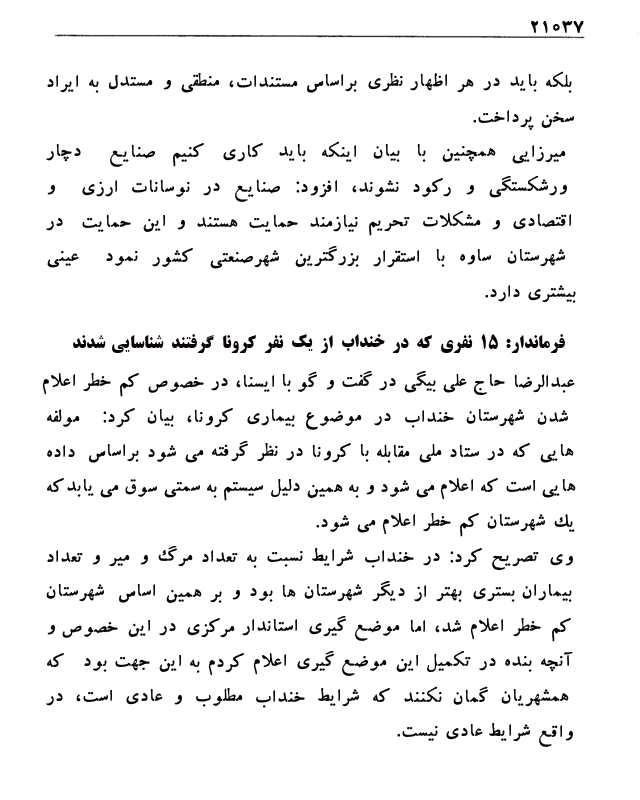 ۲۱۰۳۷
بلکه باید در هر اظهار نظری براساس مستندات، منطقی و مستدل به ایراد
سخن پرداخت.
میرزایی همچنین با بیان اینکه باید کاری کنیم صنایع دچار
ورشکستگی و رکود نشوند، افزود: صنایع در نوسانات ارزی و
اقتصادی و مشکلات تحریم نیازمند حمایت هستند و این حمایت در
شهرستان ساوه با استقرار بزرگترین شهرصنعتی کشور نمود عینی
بیشتری دارد.
فرماندار: ۱۵ نفری که در خنداب از یک نفر کرونا گرفتند شناسایی شدند
عبدالرضا حاج علی بیگی در گفت و گو با ایسنا، در خصوص کم خطر اعلام
شدن شهرستان خنداب در موضوع بیماری کرونا، بیان کرد: مولفه
هایی که در ستاد ملی مقابله با کرونا در نظر گرفته می شود براساس داده
هایی است که اعلام می شود و به همین دلیل سیستم به سمتی سوق می یابد که
یك شهرستان کم خطر اعلام می شود.
وی تصریح کرد: در خنداب شرایط نسبت به تعداد مرگ و میر و تعداد
بیماران بستری بهتر از دیگر شهرستان ها بود و بر همین اساس شهرستان
کم خطر اعلام شد، اما موضع گیری استاندار مرکزی در این خصوص و
آنچه بنده در تکمیل این موضع گیری اعلام کردم به این جهت بود که
همشهریان گمان نکنند که شرایط خنداب مطلوب و عادی است، در
واقع شرایط عادی نیست.